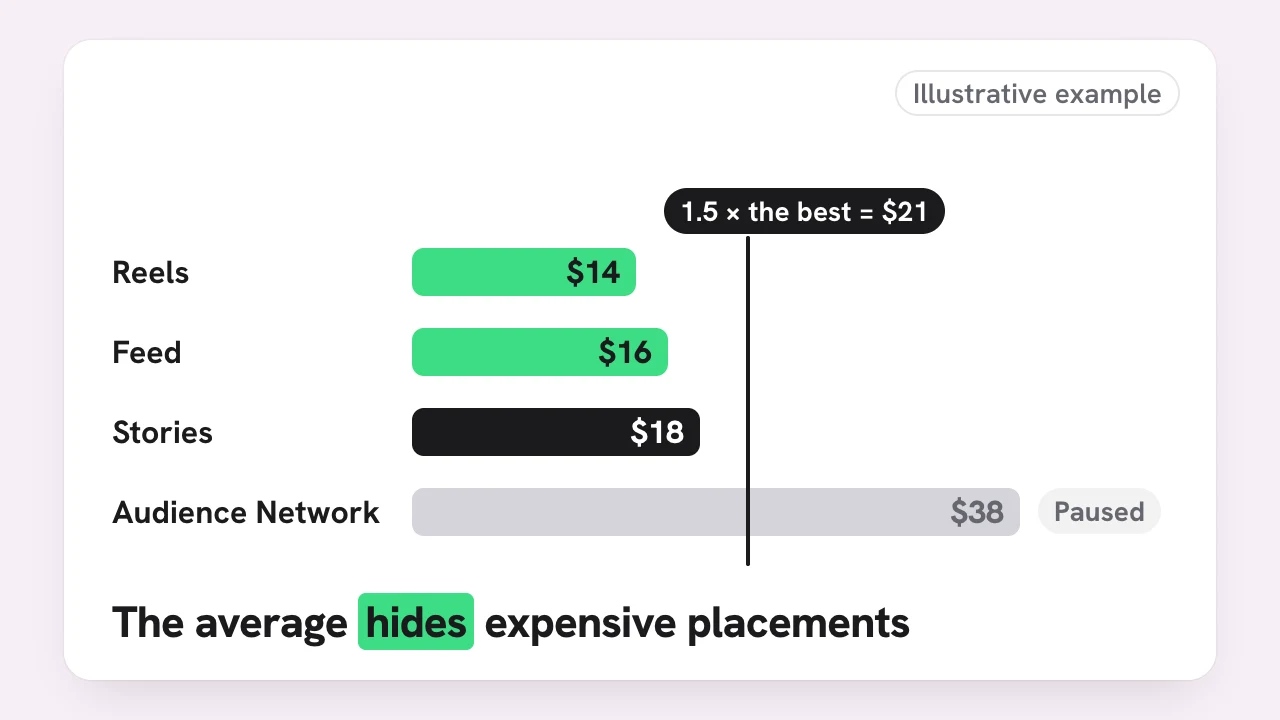 Illustrative example
1.5 × the best = $21
Reels $14
Feed $16
Stories $18
Audience Network $38 Paused
The average hides expensive placements